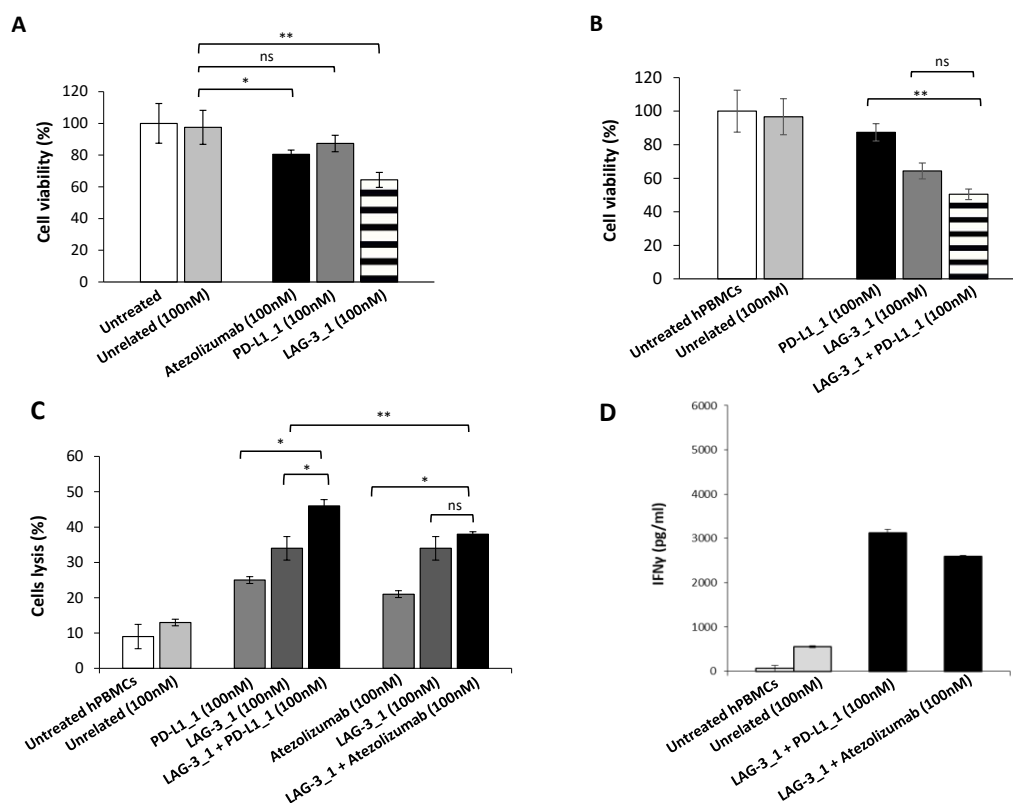 A
**
ns
*
120
100
80
60
40
20
0
Cell viability (%)
Untreated
Unrelated (100nM)
Atezolizumab (100nM)
PD-L1_1 (100nM)
LAG-3_1 (100nM)
B
ns
**
120
100
80
60
40
20
0
Cell viability (%)
Untreated hPBMCs
Unrelated (100nM)
PD-L1_1 (100nM)
LAG-3_1 (100nM)
LAG-3_1 + PD-L1_1 (100nM)
C
**
*
*
*
ns
60
50
40
30
20
10
0
Cells lysis (%)
Untreated hPBMCs
Unrelated (100nM)
PD-L1_1 (100nM)
LAG-3_1 (100nM)
LAG-3_1 + PD-L1_1 (100nM)
Atezolizumab (100nM)
LAG-3_1 (100nM)
LAG-3_1 + Atezolizumab (100nM)
D
6000
5000
4000
3000
2000
1000
0
IFNγ (pg/ml)
Untreated hPBMCs
Unrelated (100nM)
LAG-3_1 + PD-L1_1 (100nM)
LAG-3_1 + Atezolizumab (100nM)